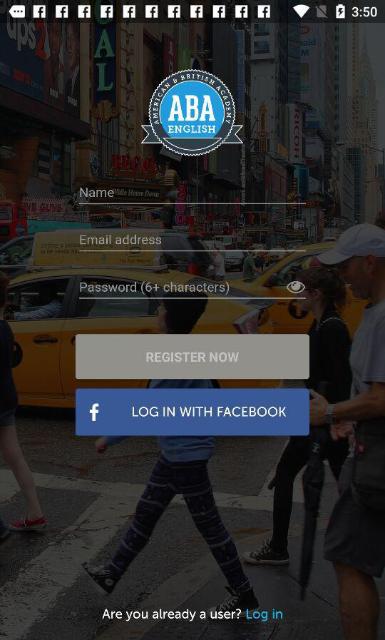 3:50
AMERICAN & BRITISH ACADEMY
ABA
ENGLISH
Name
Email address
Password (6+ characters)
REGISTER NOW
LOG IN WITH FACEBOOK
Are you already a user? Log in